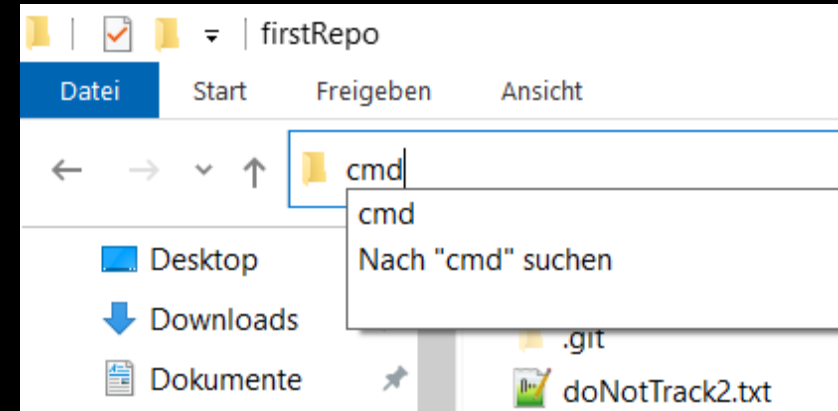 firstRepo
Datei Start Freigeben Ansicht
cmd
cmd
Nach "cmd" suchen
Desktop
Downloads
.git
Dokumente
doNotTrack2.txt